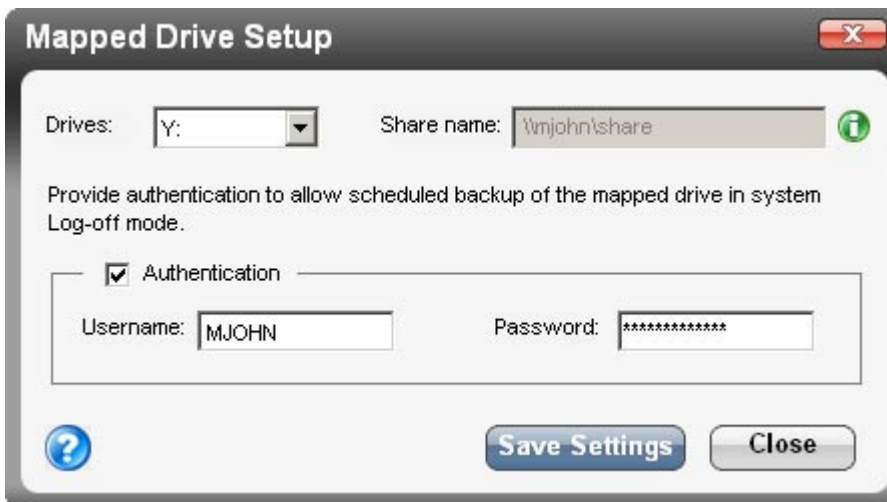 Mapped Drive Setup
Drives: Y: Share name: \\mjohn\share
Provide authentication to allow scheduled backup of the mapped drive in system
Log-off mode.
Authentication
Username: MJOHN Password: *************
Save Settings Close